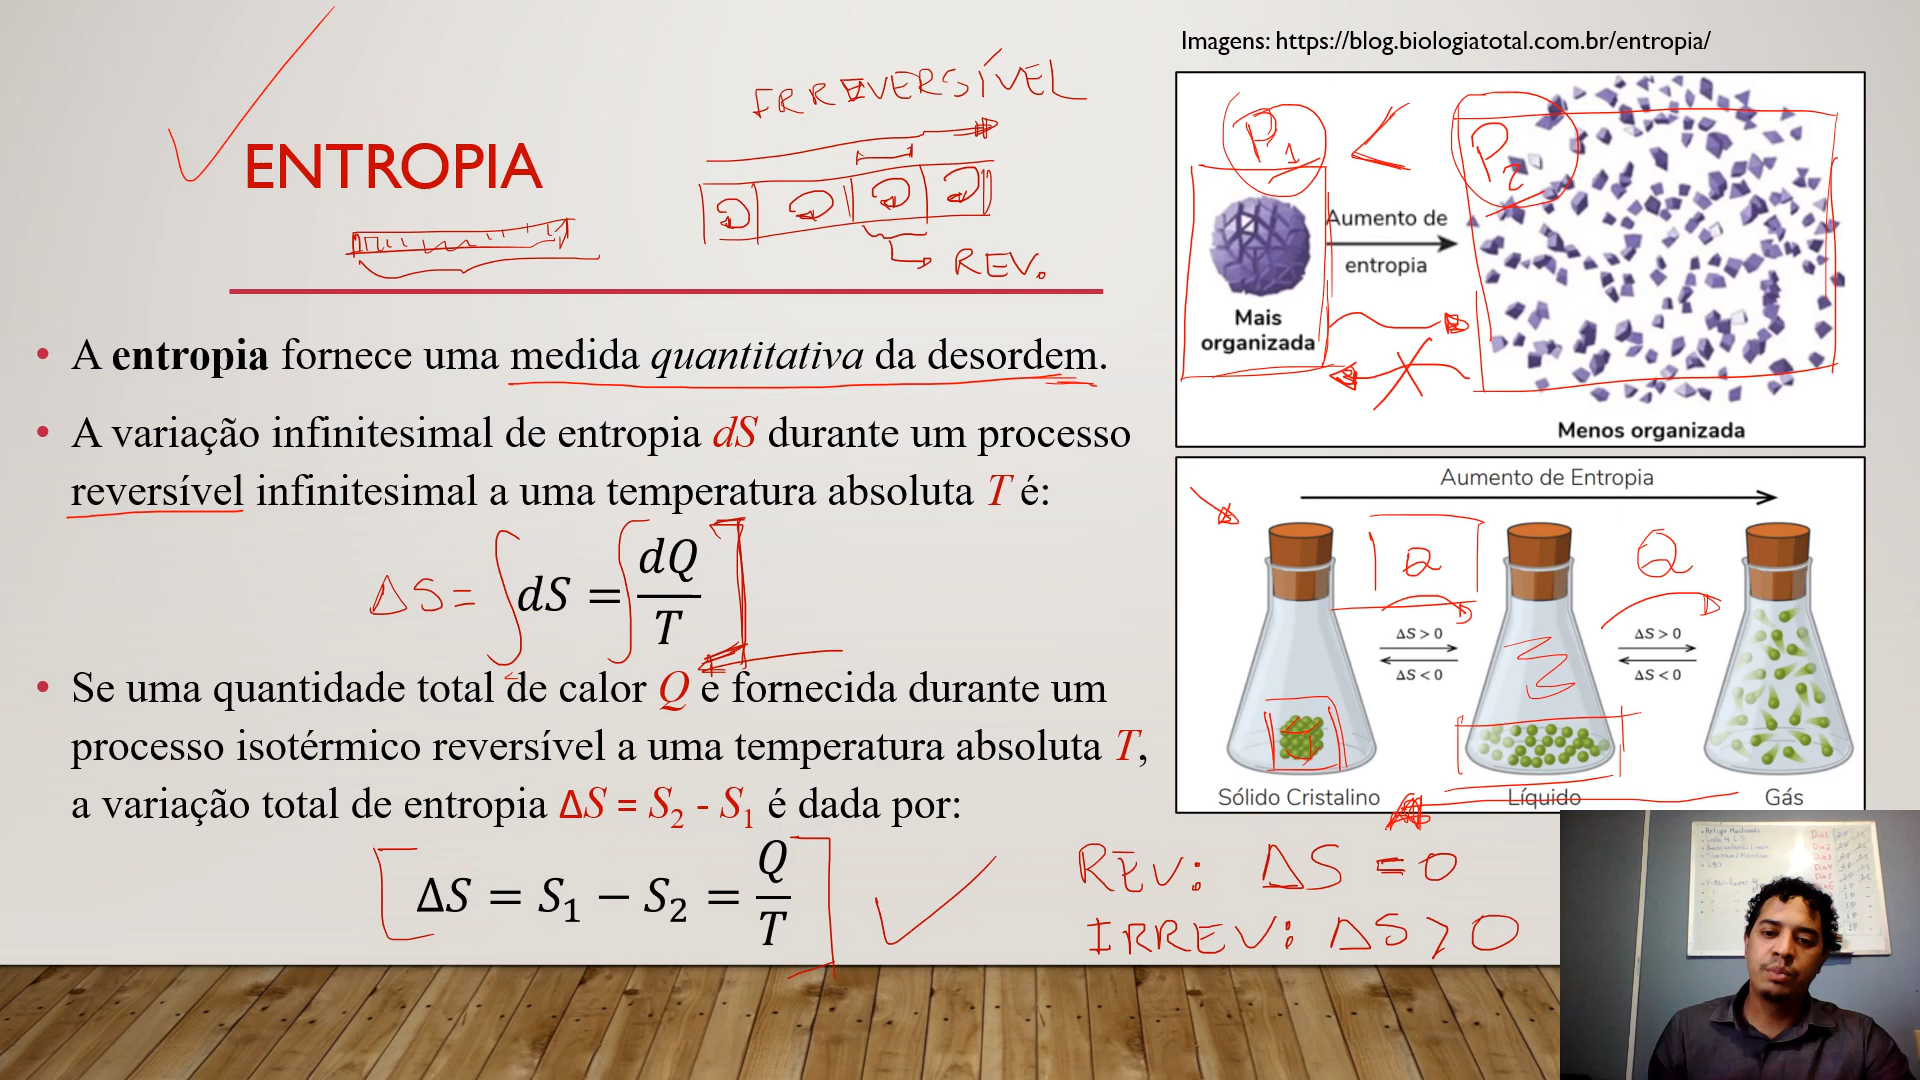 Imagens: https://blog.biologiatotal.com.br/entropia/
IRREVERSÍVEL
ENTROPIA
REV.
• A entropia fornece uma medida quantitativa da desordem.
• A variação infinitesimal de entropia dS durante um processo
reversível infinitesimal a uma temperatura absoluta T é:
ΔS = ∫ dS = ∫ dQ/T
• Se uma quantidade total de calor Q é fornecida durante um
processo isotérmico reversível a uma temperatura absoluta T,
a variação total de entropia ΔS = S₂ - S₁ é dada por:
ΔS = S₁ − S₂ = Q/T
P₁ < P₂
Aumento de
entropia
Mais
organizada
Menos organizada
Aumento de Entropia
Q
Q
ΔS > 0
ΔS < 0
ΔS > 0
ΔS < 0
Sólido Cristalino
Líquido
Gás
REV: ΔS = 0
IRREV: ΔS > 0